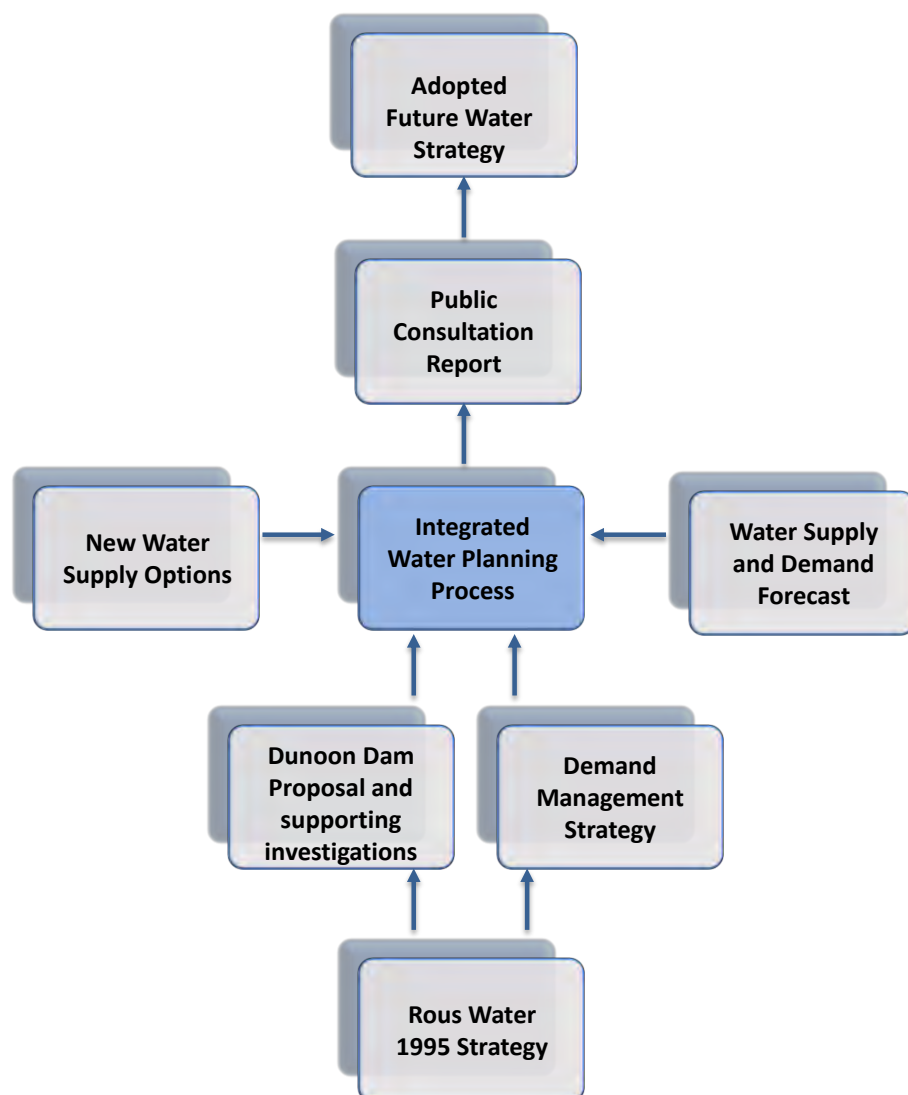 Adopted
Future Water
Strategy
Public
Consultation
Report
New Water
Supply Options
Integrated
Water Planning
Process
Water Supply
and Demand
Forecast
Dunoon Dam
Proposal and
supporting
investigations
Demand
Management
Strategy
Rous Water
1995 Strategy